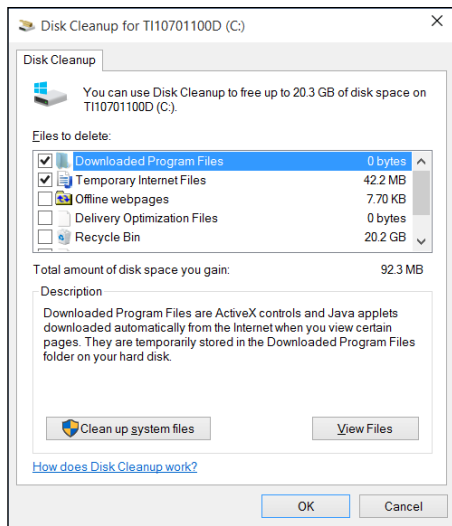 Disk Cleanup for TI10701100D (C:)
Disk Cleanup
You can use Disk Cleanup to free up to 20.3 GB of disk space on
TI10701100D (C:).
Files to delete:
Downloaded Program Files 0 bytes
Temporary Internet Files 42.2 MB
Offline webpages 7.70 KB
Delivery Optimization Files 0 bytes
Recycle Bin 20.2 GB
Total amount of disk space you gain: 92.3 MB
Description
Downloaded Program Files are ActiveX controls and Java applets
downloaded automatically from the Internet when you view certain
pages. They are temporarily stored in the Downloaded Program Files
folder on your hard disk.
Clean up system files View Files
How does Disk Cleanup work?
OK Cancel